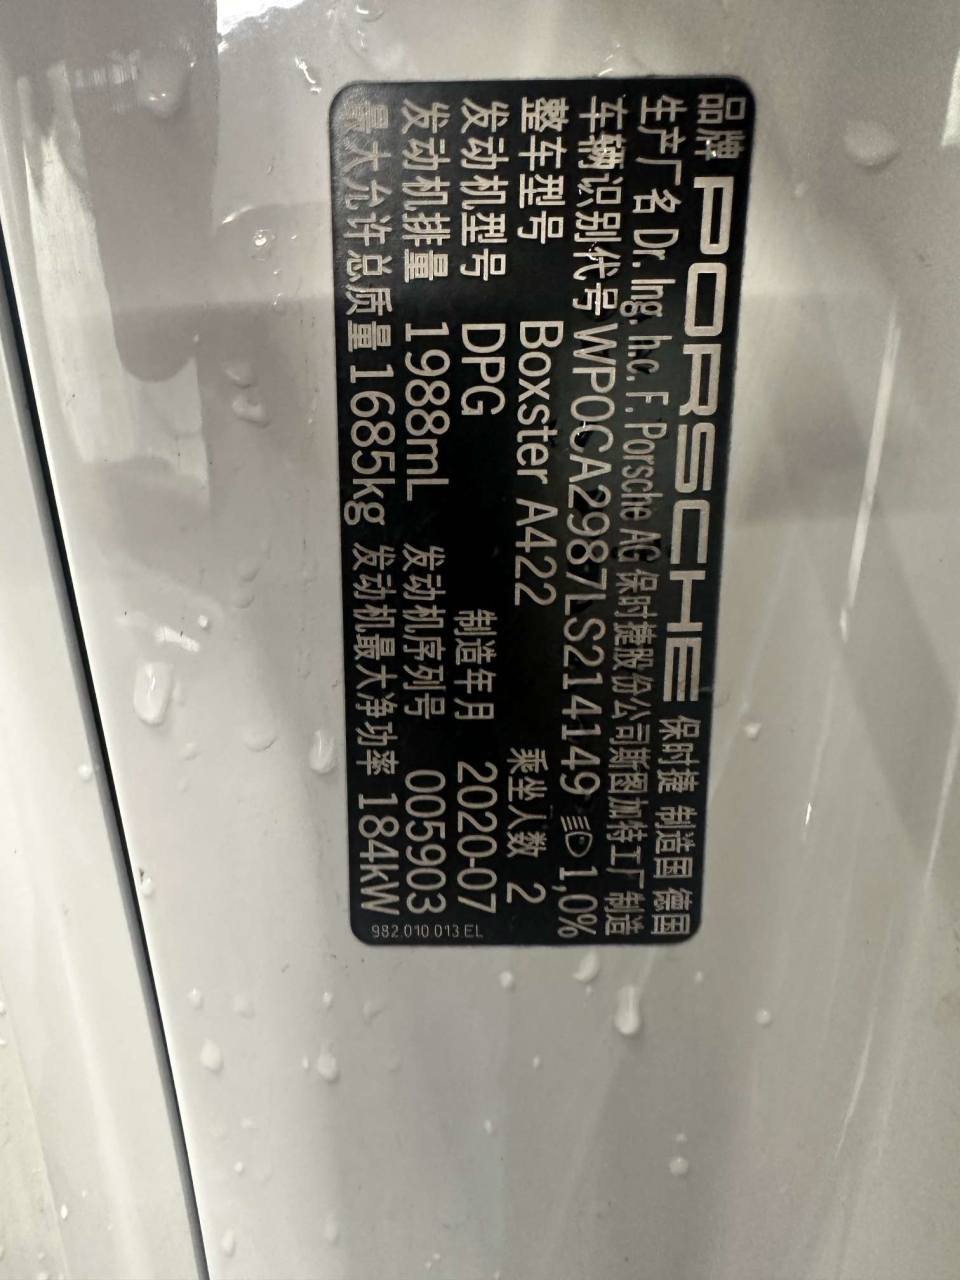 品牌 PORSCHE 保时捷 制造国 德国
生产厂名 Dr. Ing. h.c. F. Porsche AG 保时捷股份公司斯图加特工厂制造
车辆识别代号 WP0CA2987LS214149 1,0%
整车型号 Boxster A422 乘坐人数 2
发动机型号 DPG 制造年月 2020-07
发动机排量 1988mL 发动机序列号 005903
最大允许总质量 1685kg 发动机最大净功率 184kW
982.010.013.EL